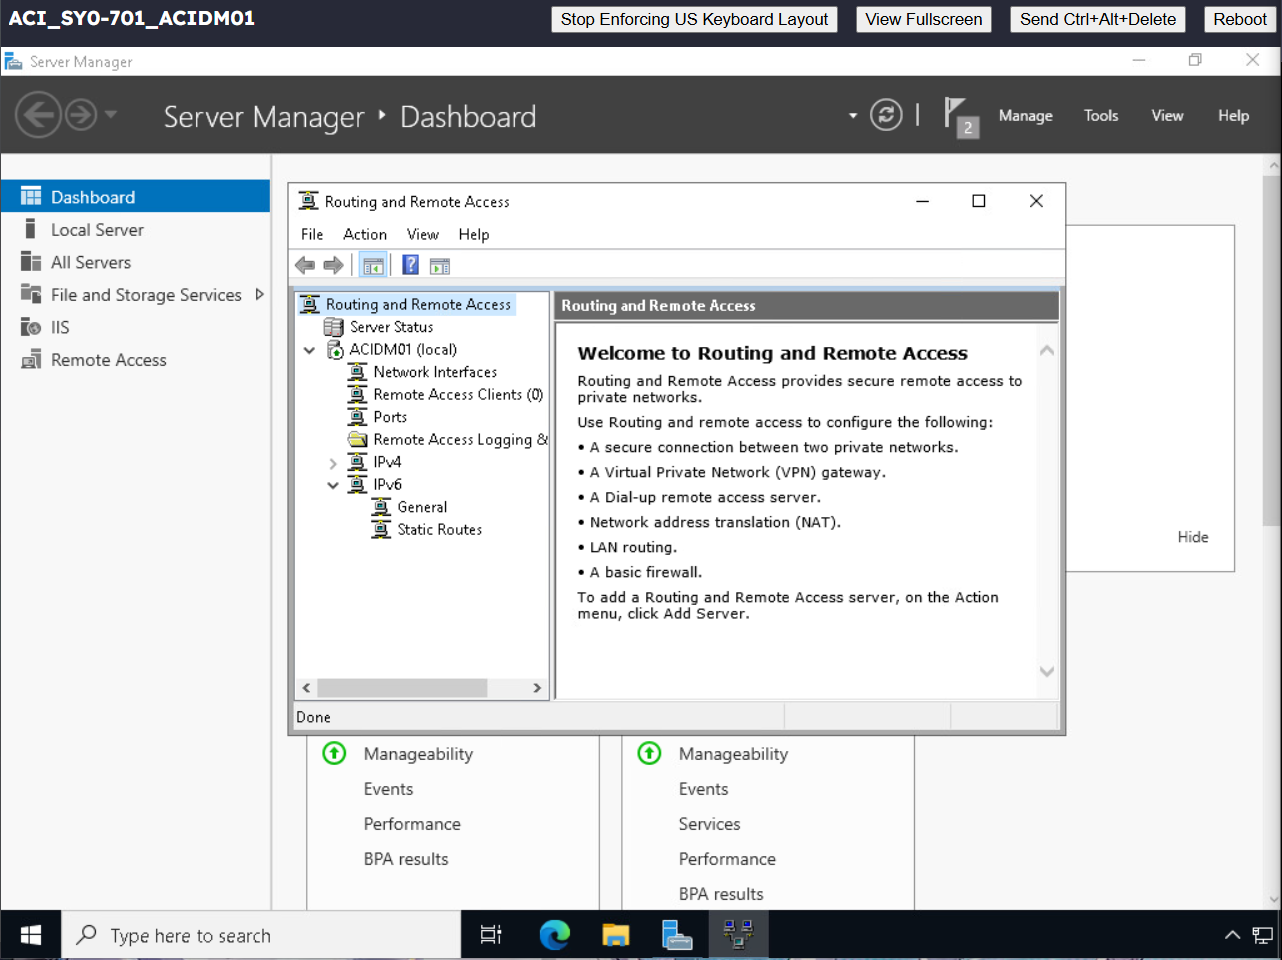 ACI_SY0-701_ACIDM01
Stop Enforcing US Keyboard Layout
View Fullscreen
Send Ctrl+Alt+Delete
Reboot
Server Manager
Server Manager
Dashboard
2
Manage
Tools
View
Help
Dashboard
Local Server
All Servers
File and Storage Services
IIS
Remote Access
Routing and Remote Access
File
Action
View
Help
Routing and Remote Access
Server Status
ACIDM01 (local)
Network Interfaces
Remote Access Clients (0)
Ports
Remote Access Logging &
IPv4
IPv6
General
Static Routes
Routing and Remote Access
Welcome to Routing and Remote Access
Routing and Remote Access provides secure remote access to
private networks.
Use Routing and remote access to configure the following:
• A secure connection between two private networks.
• A Virtual Private Network (VPN) gateway.
• A Dial-up remote access server.
• Network address translation (NAT).
• LAN routing.
• A basic firewall.
To add a Routing and Remote Access server, on the Action
menu, click Add Server.
Done
Hide
Manageability
Events
Performance
BPA results
Manageability
Events
Services
Performance
BPA results
Type here to search